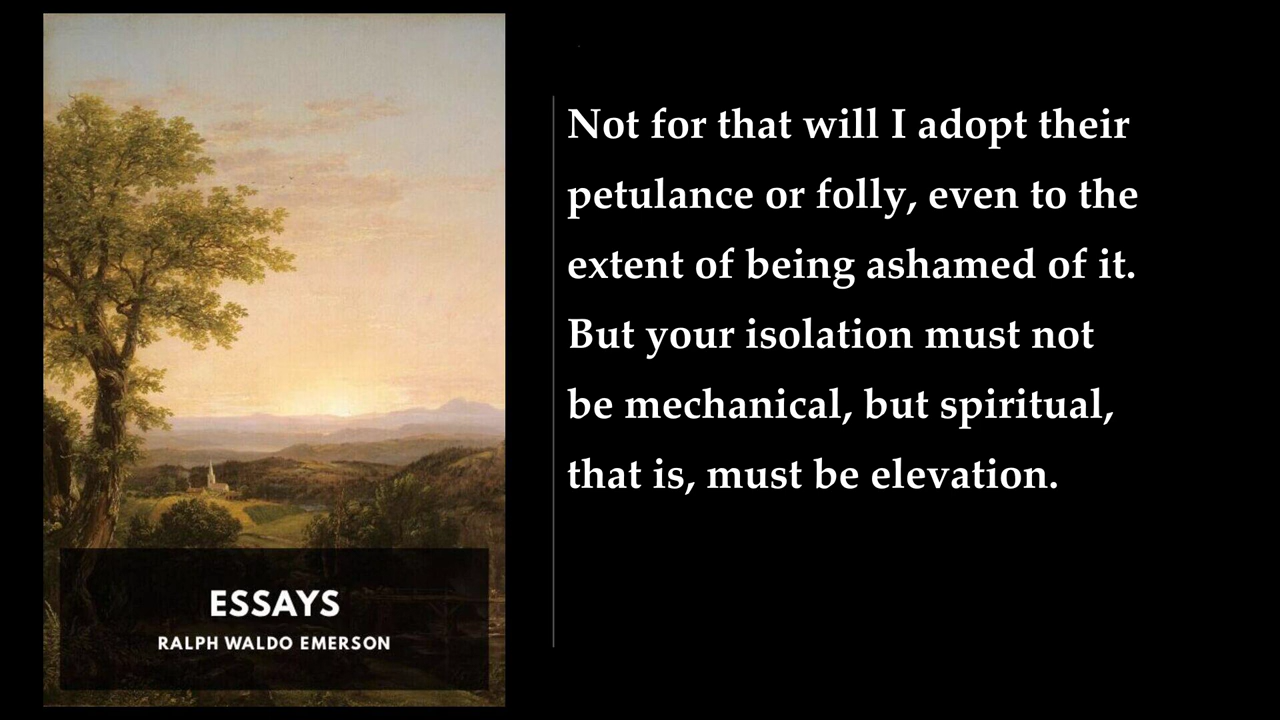 ESSAYS
RALPH WALDO EMERSON
Not for that will I adopt their
petulance or folly, even to the
extent of being ashamed of it.
But your isolation must not
be mechanical, but spiritual,
that is, must be elevation.